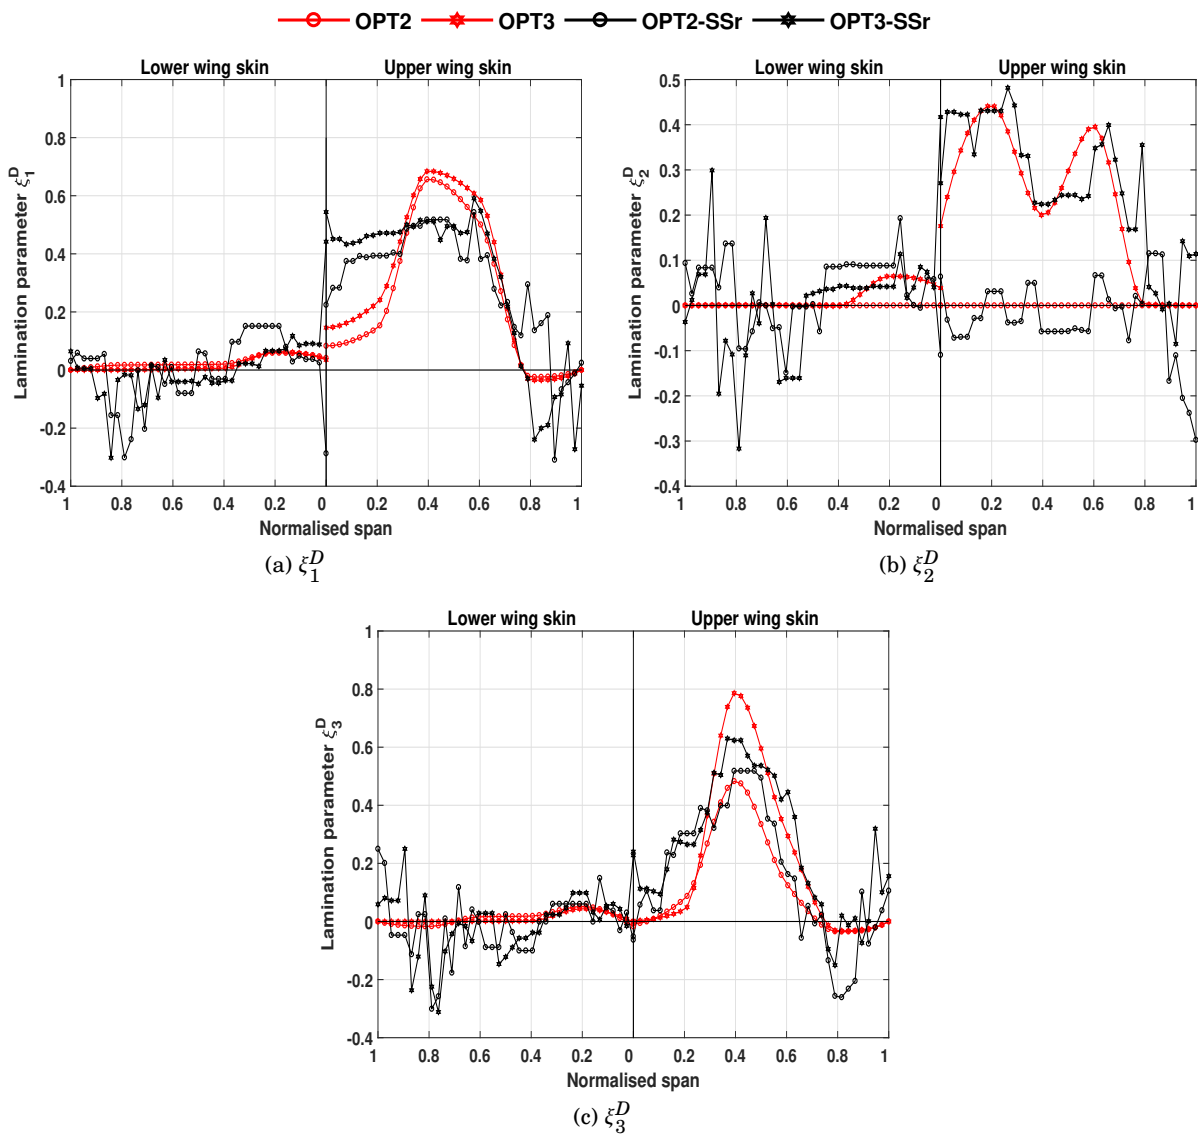 OPT2 OPT3 OPT2-SSr OPT3-SSr
Lower wing skin Upper wing skin
1
0.8
0.6
0.4
0.2
0
-0.2
-0.4
Lamination parameter ξ₁ᴰ
1 0.8 0.6 0.4 0.2 0 0.2 0.4 0.6 0.8 1
Normalised span
(a) ξ₁ᴰ
Lower wing skin Upper wing skin
0.5
0.4
0.3
0.2
0.1
0
-0.1
-0.2
-0.3
-0.4
Lamination parameter ξ₂ᴰ
1 0.8 0.6 0.4 0.2 0 0.2 0.4 0.6 0.8 1
Normalised span
(b) ξ₂ᴰ
Lower wing skin Upper wing skin
1
0.8
0.6
0.4
0.2
0
-0.2
-0.4
Lamination parameter ξ₃ᴰ
1 0.8 0.6 0.4 0.2 0 0.2 0.4 0.6 0.8 1
Normalised span
(c) ξ₃ᴰ